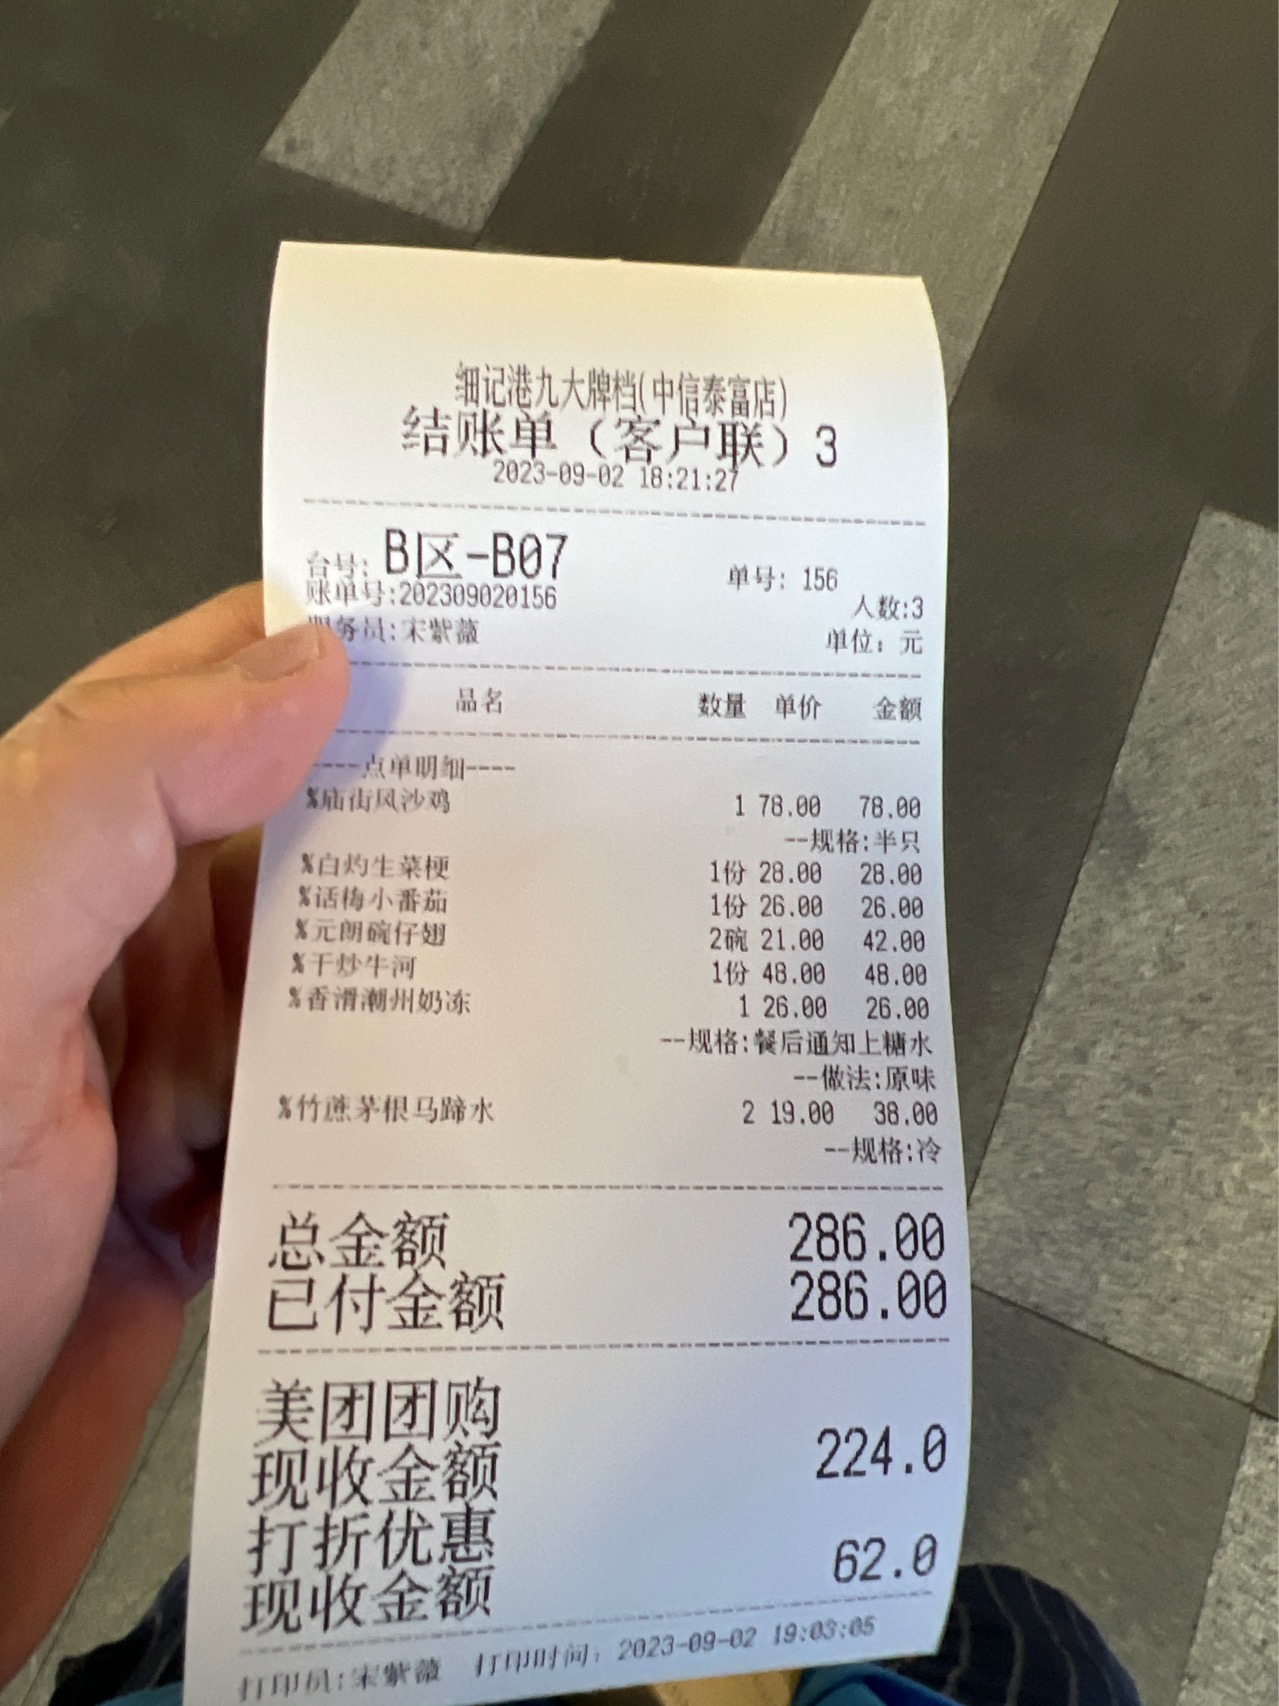 细记港九大牌档(中信泰富店)
结账单（客户联）3
2023-09-02 18:21:27
台号: B区-B07 单号: 156
账单号:202309020156 人数:3
服务员:宋紫薇 单位: 元
品名 数量 单价 金额
----点单明细----
%庙街风沙鸡 1 78.00 78.00
--规格:半只
%白灼生菜梗 1份 28.00 28.00
%话梅小番茄 1份 26.00 26.00
%元朗碗仔翅 2碗 21.00 42.00
%干炒牛河 1份 48.00 48.00
%香滑潮州奶冻 1 26.00 26.00
--规格:餐后通知上糖水
--做法:原味
%竹蔗茅根马蹄水 2 19.00 38.00
--规格:冷
总金额 286.00
已付金额 286.00
美团团购
现收金额 224.0
打折优惠
现收金额 62.0
打印员:宋紫薇 打印时间: 2023-09-02 19:03:05